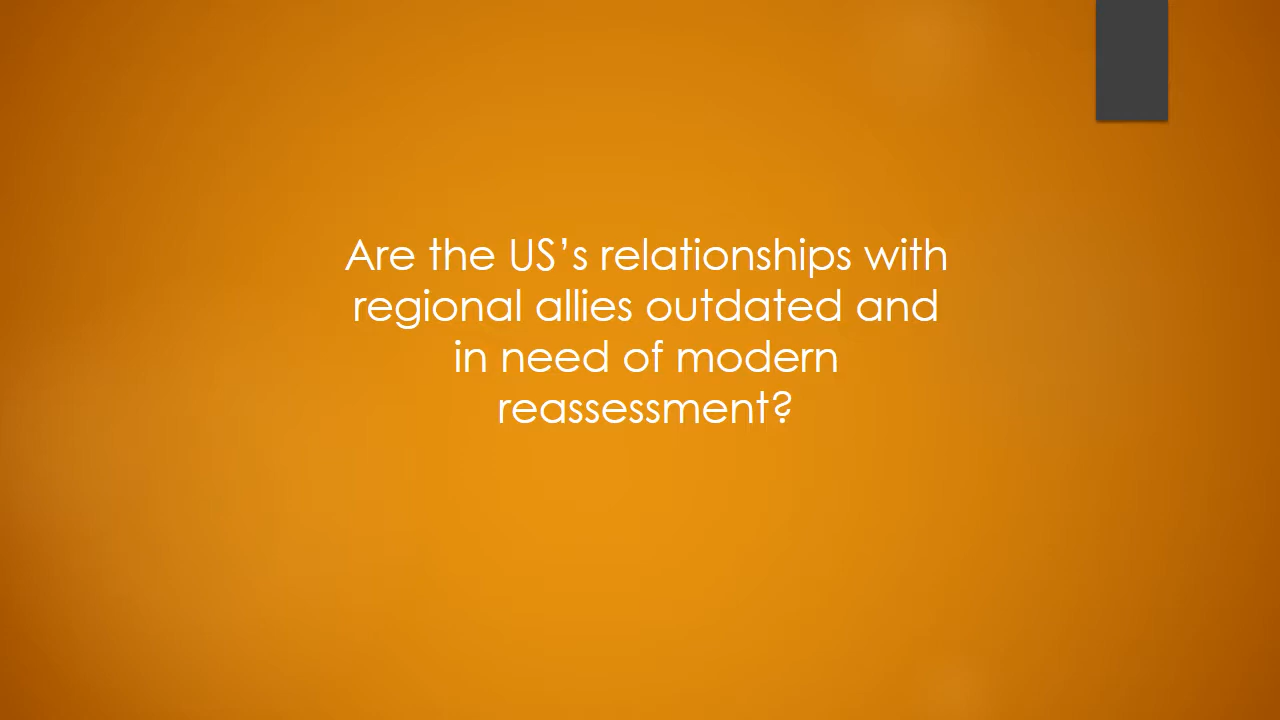 Are the US’s relationships with
regional allies outdated and
in need of modern
reassessment?